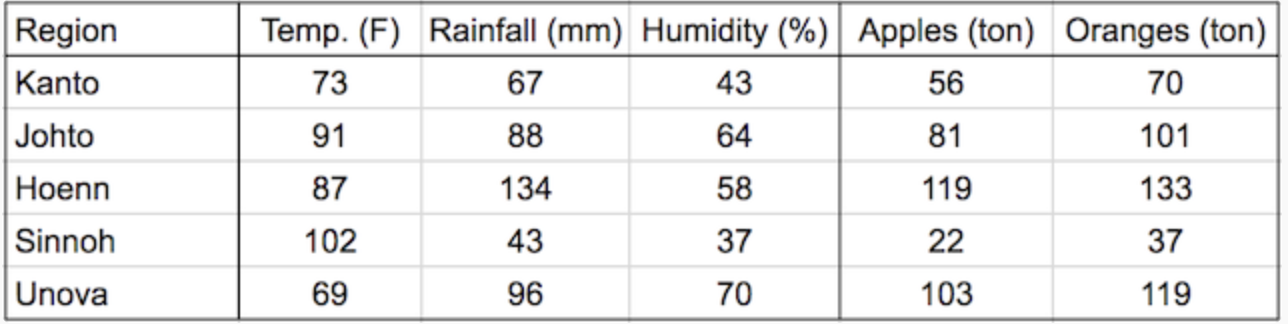 Region Temp. (F) Rainfall (mm) Humidity (%) Apples (ton) Oranges (ton)
Kanto 73 67 43 56 70
Johto 91 88 64 81 101
Hoenn 87 134 58 119 133
Sinnoh 102 43 37 22 37
Unova 69 96 70 103 119